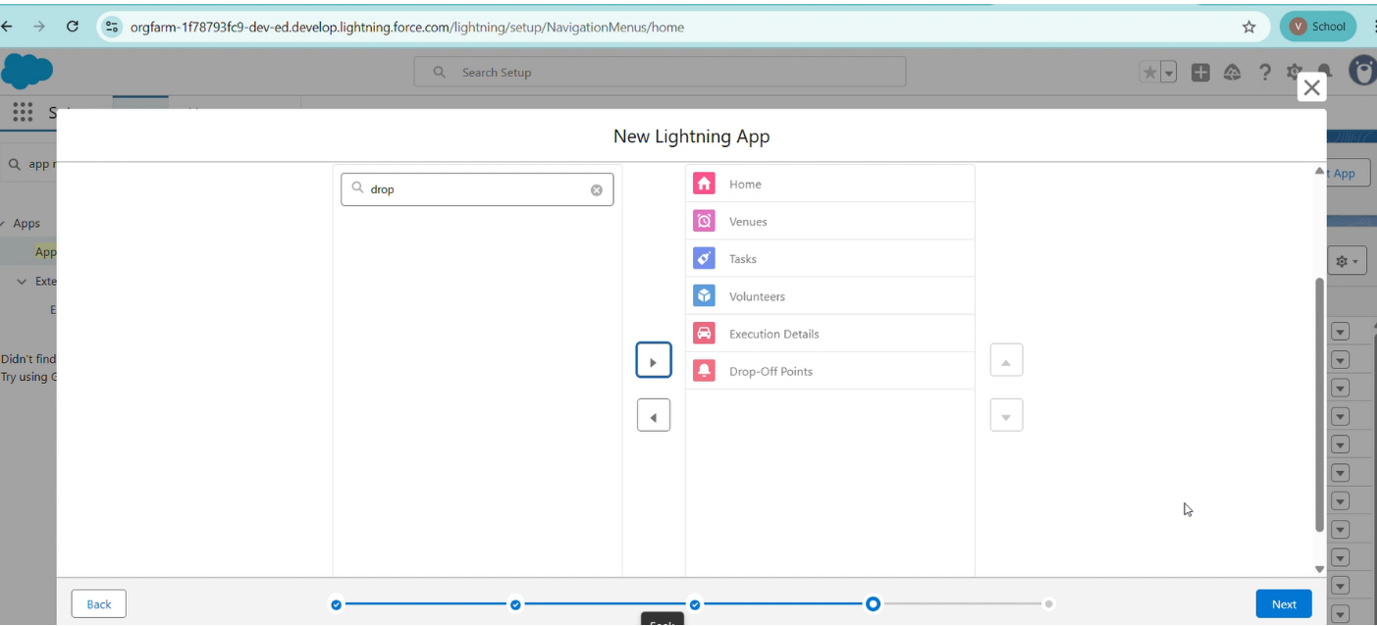 orgfarm-1f78793fc9-dev-ed.develop.lightning.force.com/lightning/setup/NavigationMenus/home
V School
Search Setup
New Lightning App
app
App
Apps
App
Exte
E
Didn't find
Try using
drop
Home
Venues
Tasks
Volunteers
Execution Details
Drop-Off Points
Back
Next